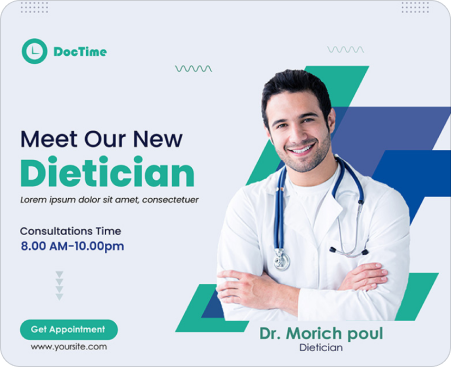 DocTime
Meet Our New
Dietician
Lorem ipsum dolor sit amet, consectetuer
Consultations Time
8.00 AM-10.00pm
Get Appointment
www.yoursite.com
Dr. Morich poul
Dietician